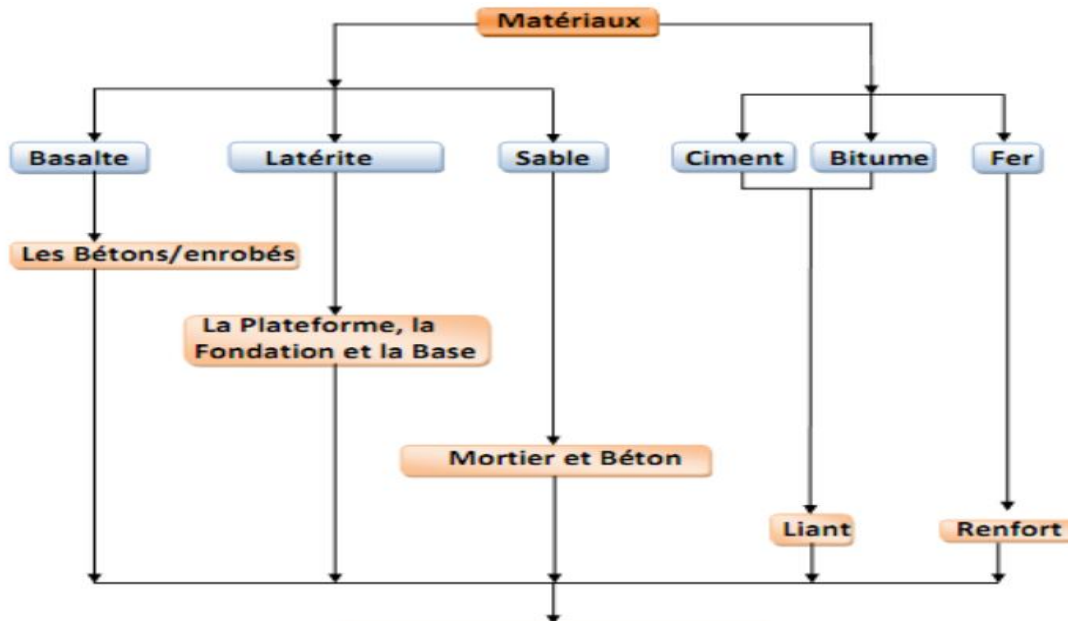 Matériaux
Basalte
Latérite
Sable
Ciment
Bitume
Fer
Les Bétons/enrobés
La Plateforme, la
Fondation et la Base
Mortier et Béton
Liant
Renfort